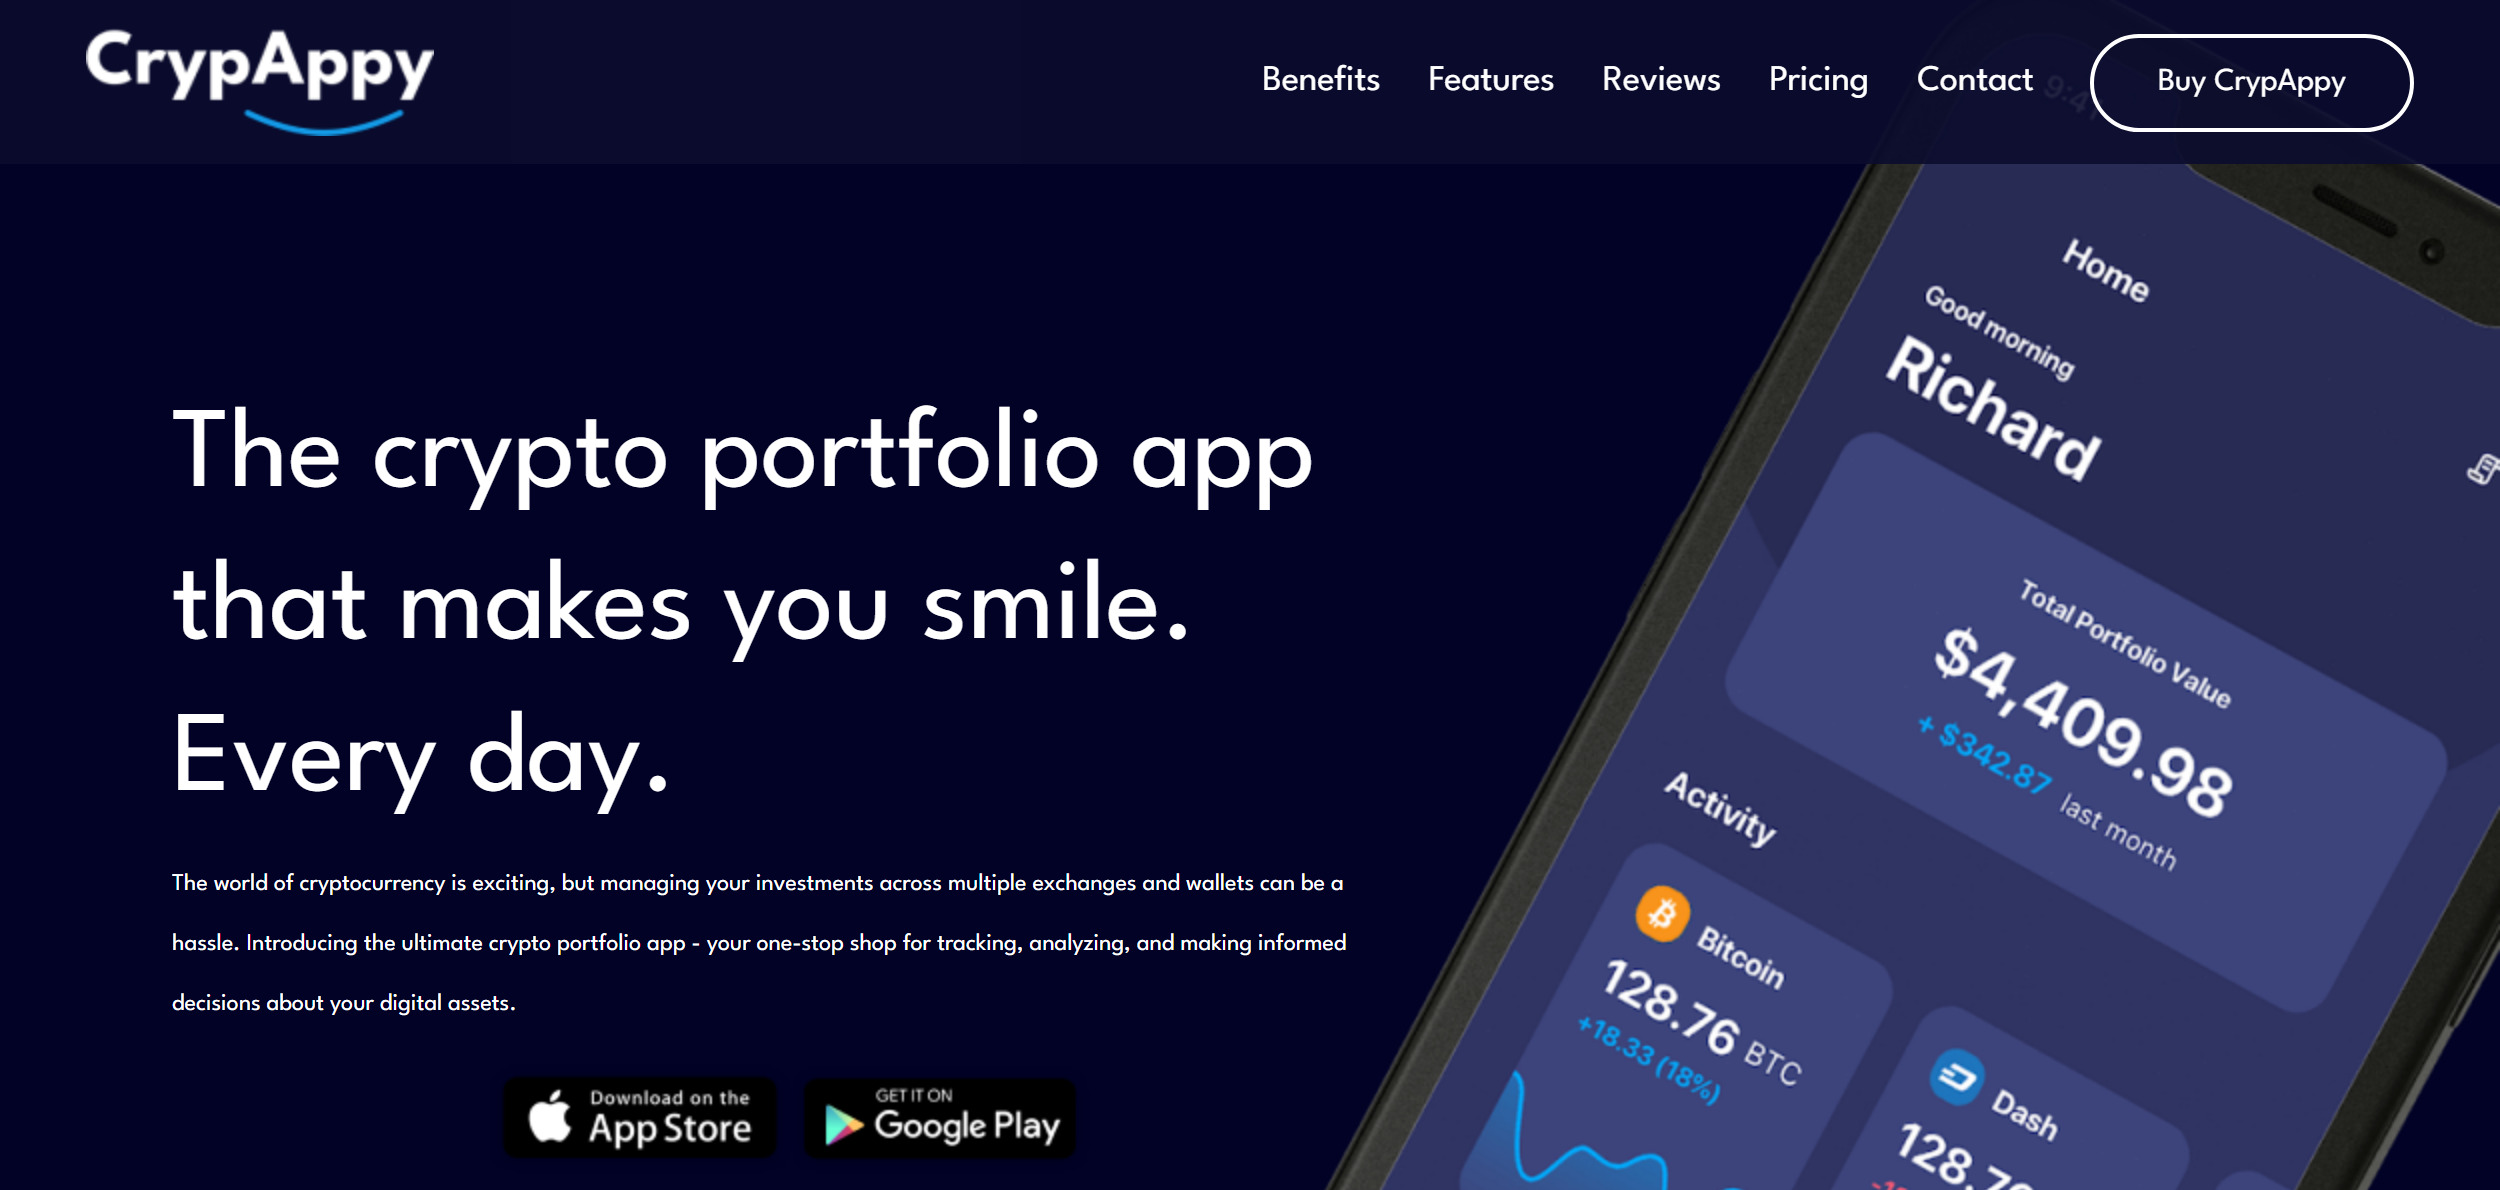 CrypAppy
Benefits
Features
Reviews
Pricing
Contact
Buy CrypAppy
The crypto portfolio app
that makes you smile.
Every day.
The world of cryptocurrency is exciting, but managing your investments across multiple exchanges and wallets can be a
hassle. Introducing the ultimate crypto portfolio app - your one-stop shop for tracking, analyzing, and making informed
decisions about your digital assets.
Download on the
App Store
GET IT ON
Google Play
Home
Good morning
Richard
Total Portfolio Value
$4,409.98
+ $342.87 last month
Activity
Bitcoin
128.76 BTC
+18.33 (18%)
Dash